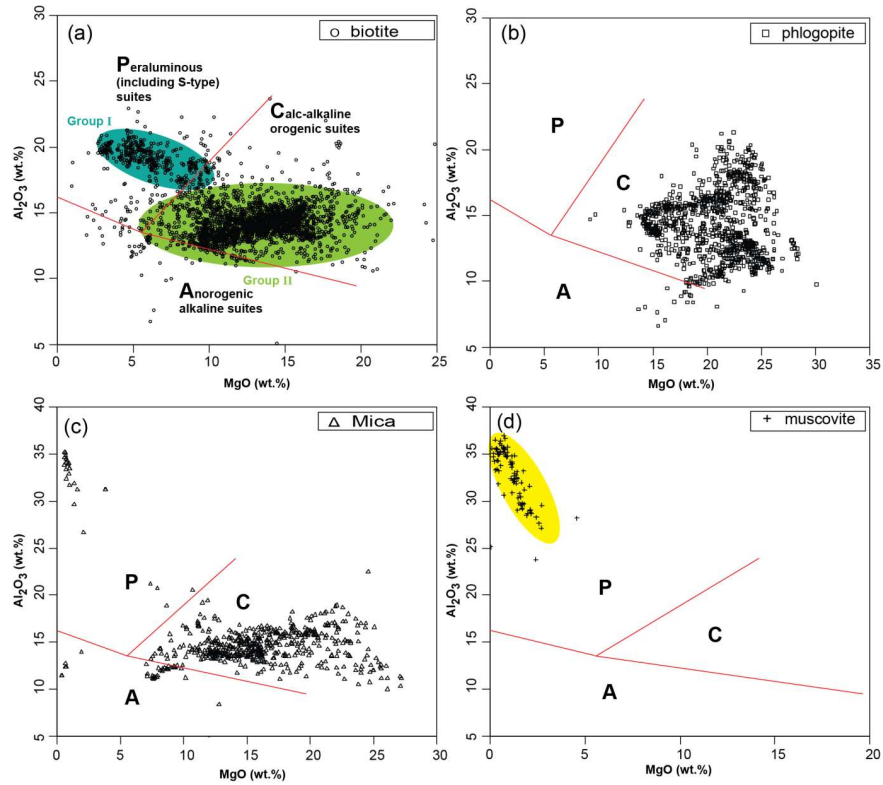 (a)
biotite
Peraluminous
(including S-type)
suites
Group I
Calc-alkaline
orogenic suites
Anorogenic
alkaline suites
Group II
Al2O3 (wt.%)
30
25
20
15
10
5
0
5
10
15
20
25
MgO (wt.%)
(b)
phlogopite
P
C
A
Al2O3 (wt.%)
30
25
20
15
10
5
0
5
10
15
20
25
30
35
MgO (wt.%)
(c)
Mica
P
C
A
Al2O3 (wt.%)
40
35
30
25
20
15
10
5
0
5
10
15
20
25
30
MgO (wt.%)
(d)
muscovite
P
C
A
Al2O3 (wt.%)
40
35
30
25
20
15
10
5
0
5
10
15
20
MgO (wt.%)